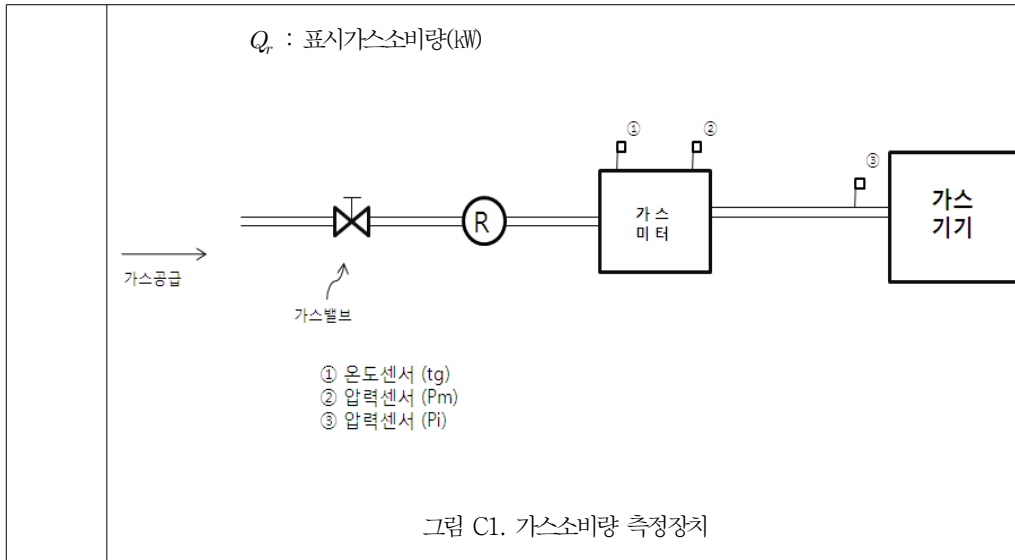 Qr : 표시가스소비량(㎾)
① ②
③
가 스
미 터
가스
기기
R
가스공급
가스밸브
① 온도센서 (tg)
② 압력센서 (Pm)
③ 압력센서 (Pi)
그림 C1. 가스소비량 측정장치